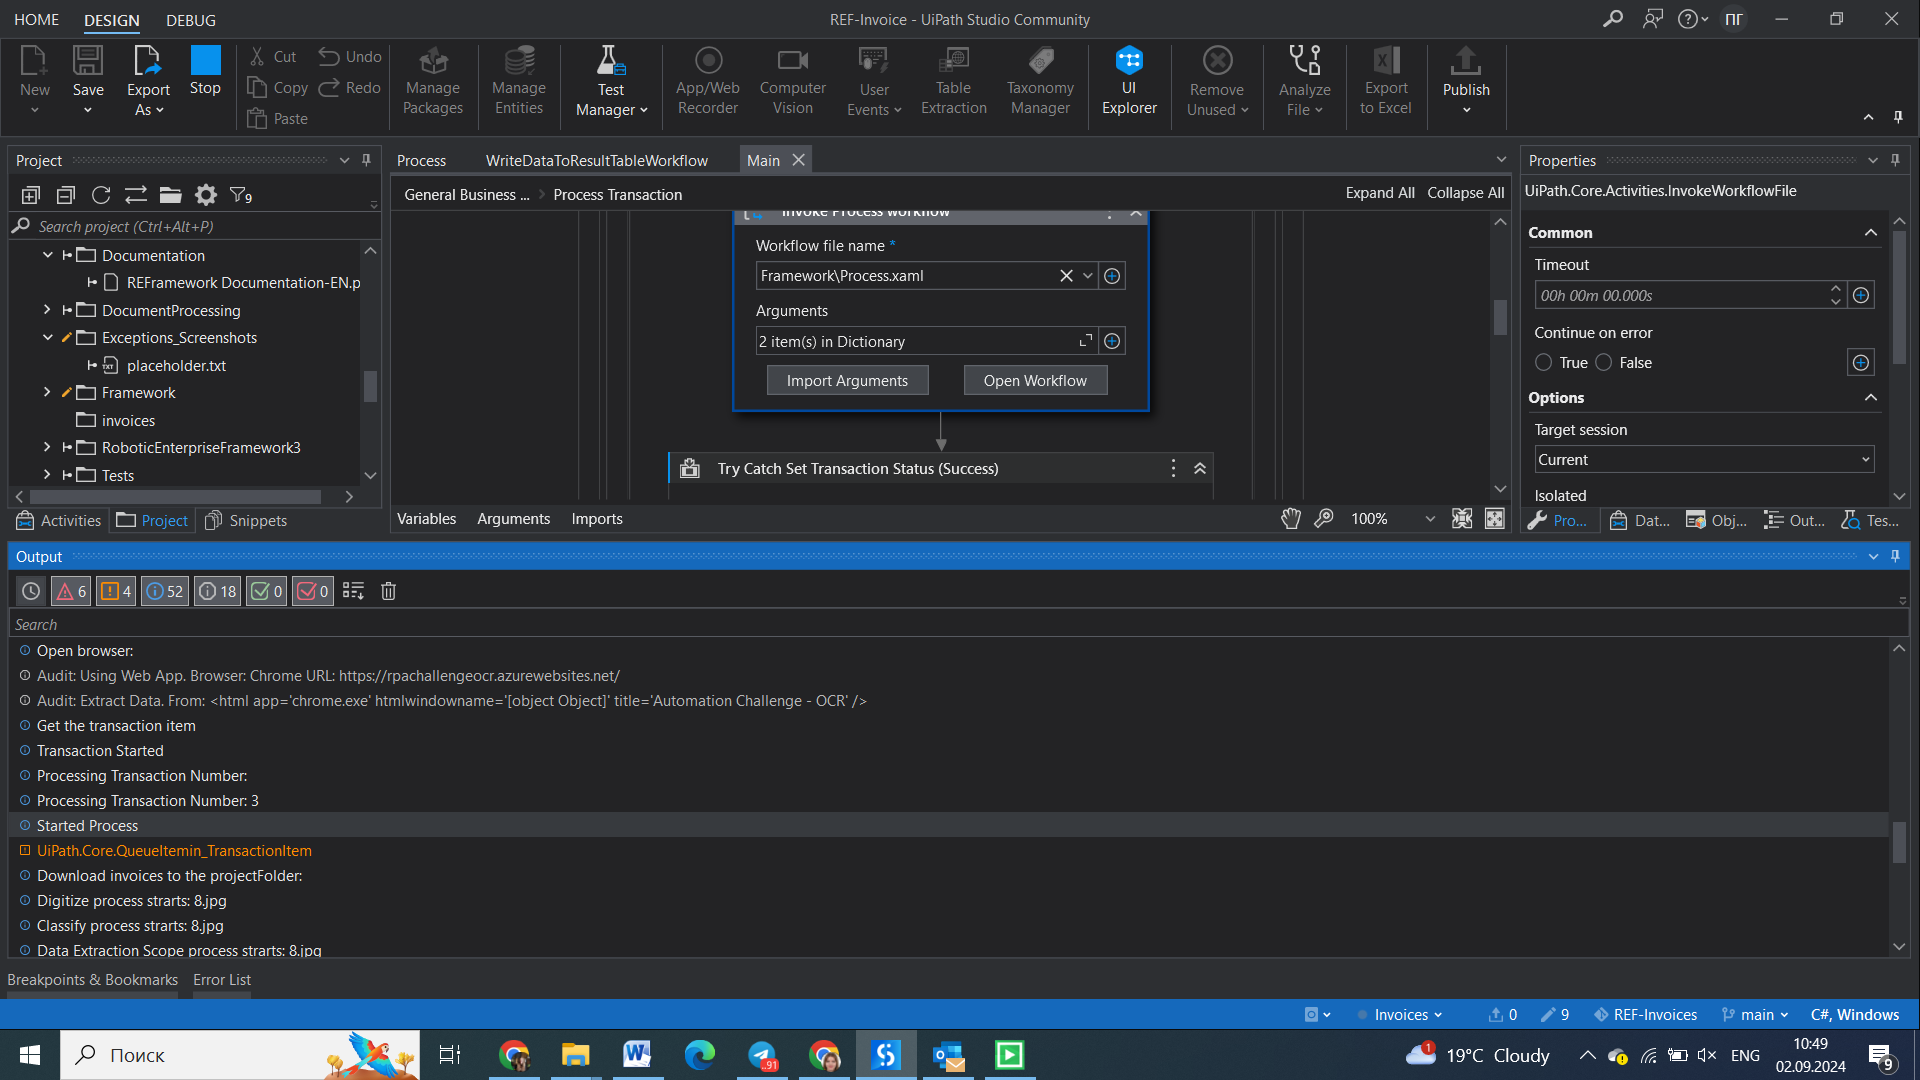 HOME DESIGN DEBUG
REF-Invoice - UiPath Studio Community
ПГ
New
Save
Export As
Stop
Cut
Copy
Paste
Undo
Redo
Manage Packages
Manage Entities
Test Manager
App/Web Recorder
Computer Vision
User Events
Table Extraction
Taxonomy Manager
UI Explorer
Remove Unused
Analyze File
Export to Excel
Publish
Project
9
Search project (Ctrl+Alt+P)
Documentation
REFramework Documentation-EN.p
DocumentProcessing
Exceptions_Screenshots
placeholder.txt
Framework
invoices
RoboticEnterpriseFramework3
Tests
Activities Project Snippets
Process WriteDataToResultTableWorkflow Main
General Business ... Process Transaction
Expand All Collapse All
Invoke Process workflow
Workflow file name *
Framework\Process.xaml
Arguments
2 item(s) in Dictionary
Import Arguments Open Workflow
Try Catch Set Transaction Status (Success)
Variables Arguments Imports
100%
Properties
UiPath.Core.Activities.InvokeWorkflowFile
Common
Timeout
00h 00m 00.000s
Continue on error
True False
Options
Target session
Current
Isolated
Pro... Dat... Obj... Out... Tes...
Output
6 4 52 18 0 0
Search
Open browser:
Audit: Using Web App. Browser: Chrome URL: https://rpachallengeocr.azurewebsites.net/
Audit: Extract Data. From: <html app='chrome.exe' htmlwindowname='[object Object]' title='Automation Challenge - OCR' />
Get the transaction item
Transaction Started
Processing Transaction Number:
Processing Transaction Number: 3
Started Process
UiPath.Core.QueueItemin_TransactionItem
Download invoices to the projectFolder:
Digitize process strarts: 8.jpg
Classify process strarts: 8.jpg
Data Extraction Scope process strarts: 8.jpg
Breakpoints & Bookmarks Error List
Invoices 0 9 REF-Invoices main C#, Windows
Поиск
..91
1
19°C Cloudy
ENG
10:49
02.09.2024
9